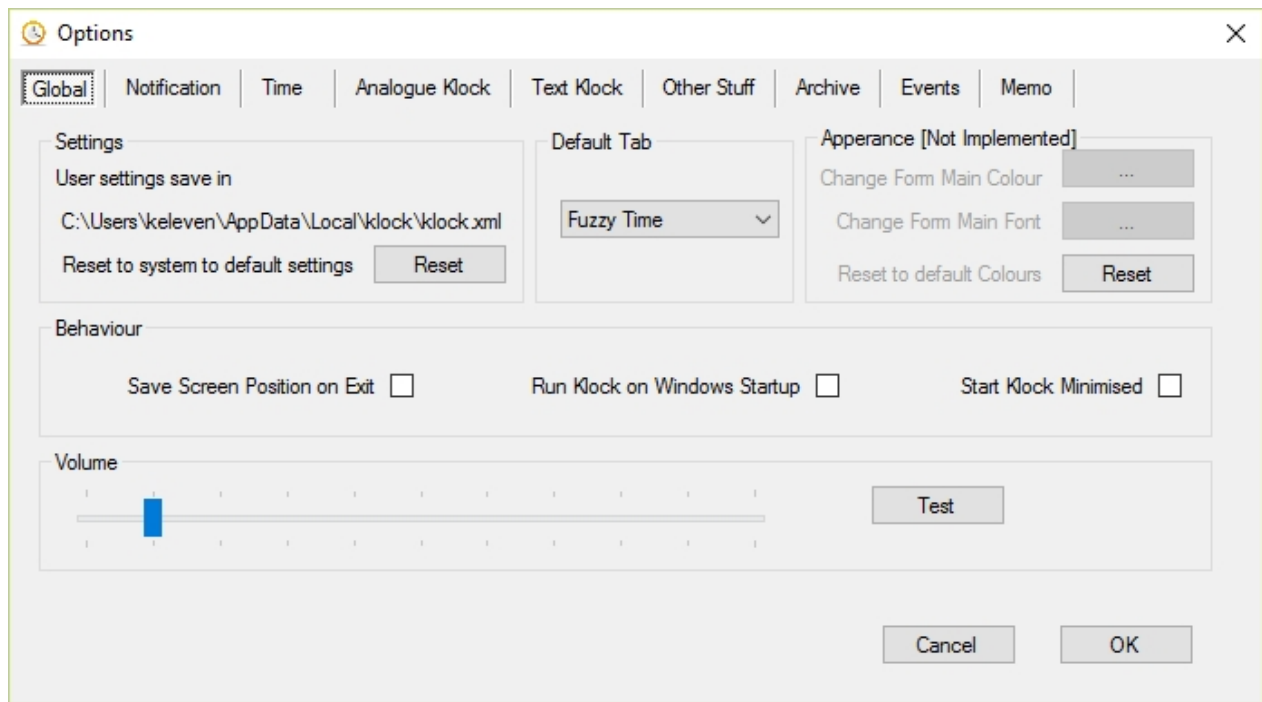 Options
Global Notification Time Analogue Klock Text Klock Other Stuff Archive Events Memo
Settings
User settings save in
C:\Users\keleven\AppData\Local\klock\klock.xml
Reset to system to default settings Reset
Default Tab
Fuzzy Time
Apperance [Not Implemented]
Change Form Main Colour ...
Change Form Main Font ...
Reset to default Colours Reset
Behaviour
Save Screen Position on Exit Run Klock on Windows Startup Start Klock Minimised
Volume
Test
Cancel OK